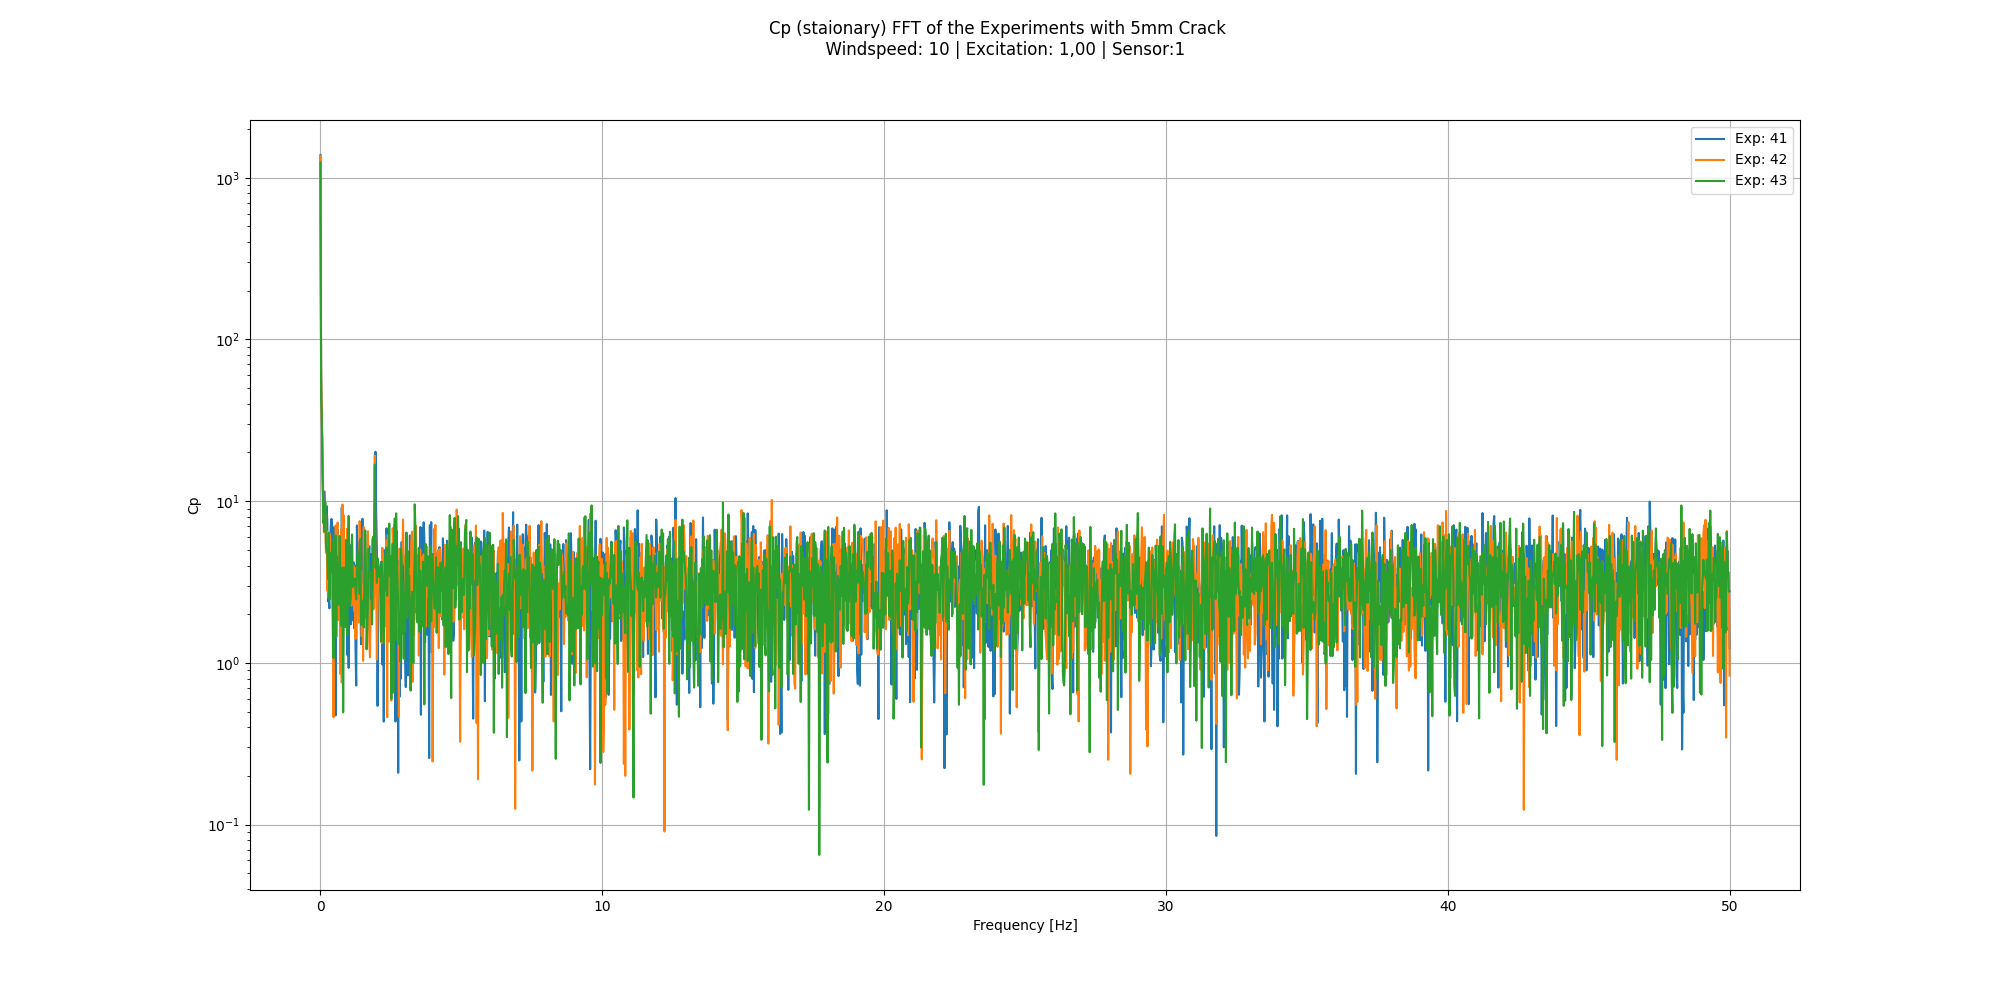 Cp (staionary) FFT of the Experiments with 5mm Crack
Windspeed: 10 | Excitation: 1,00 | Sensor:1
Exp: 41
Exp: 42
Exp: 43
10³
10²
10¹
10⁰
10⁻¹
Cp
0 10 20 30 40 50
Frequency [Hz]